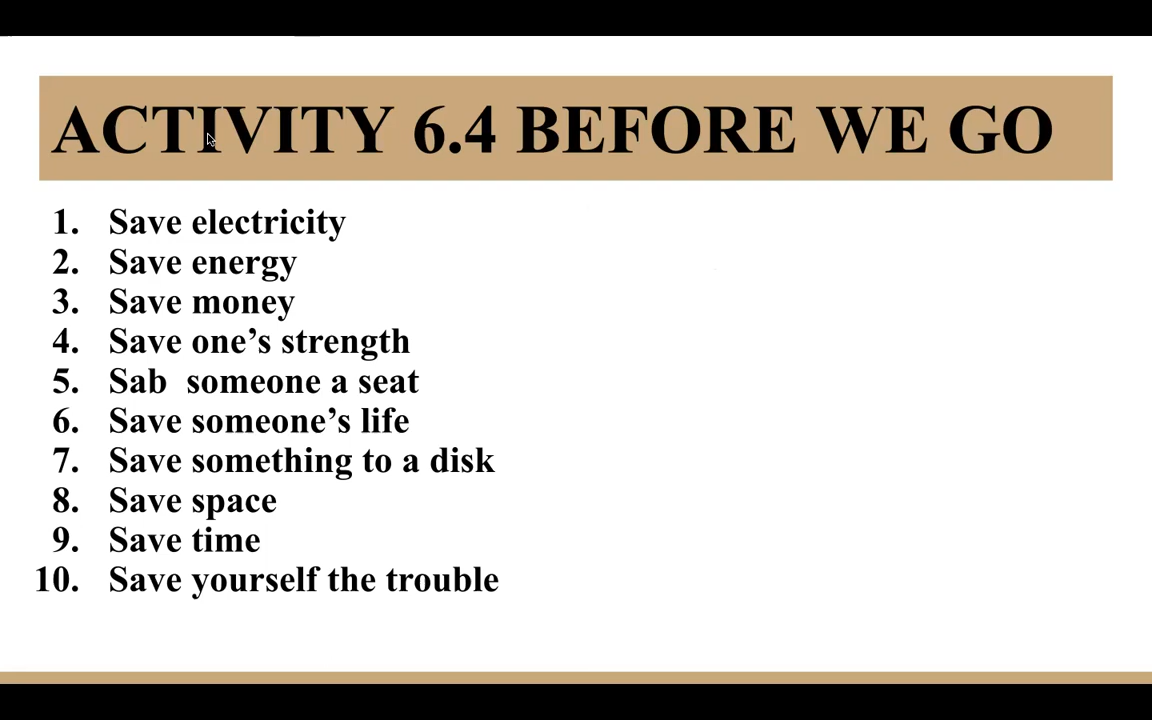 ACTIVITY 6.4 BEFORE WE GO
1. Save electricity
2. Save energy
3. Save money
4. Save one’s strength
5. Sab  someone a seat
6. Save someone’s life
7. Save something to a disk
8. Save space
9. Save time
10. Save yourself the trouble